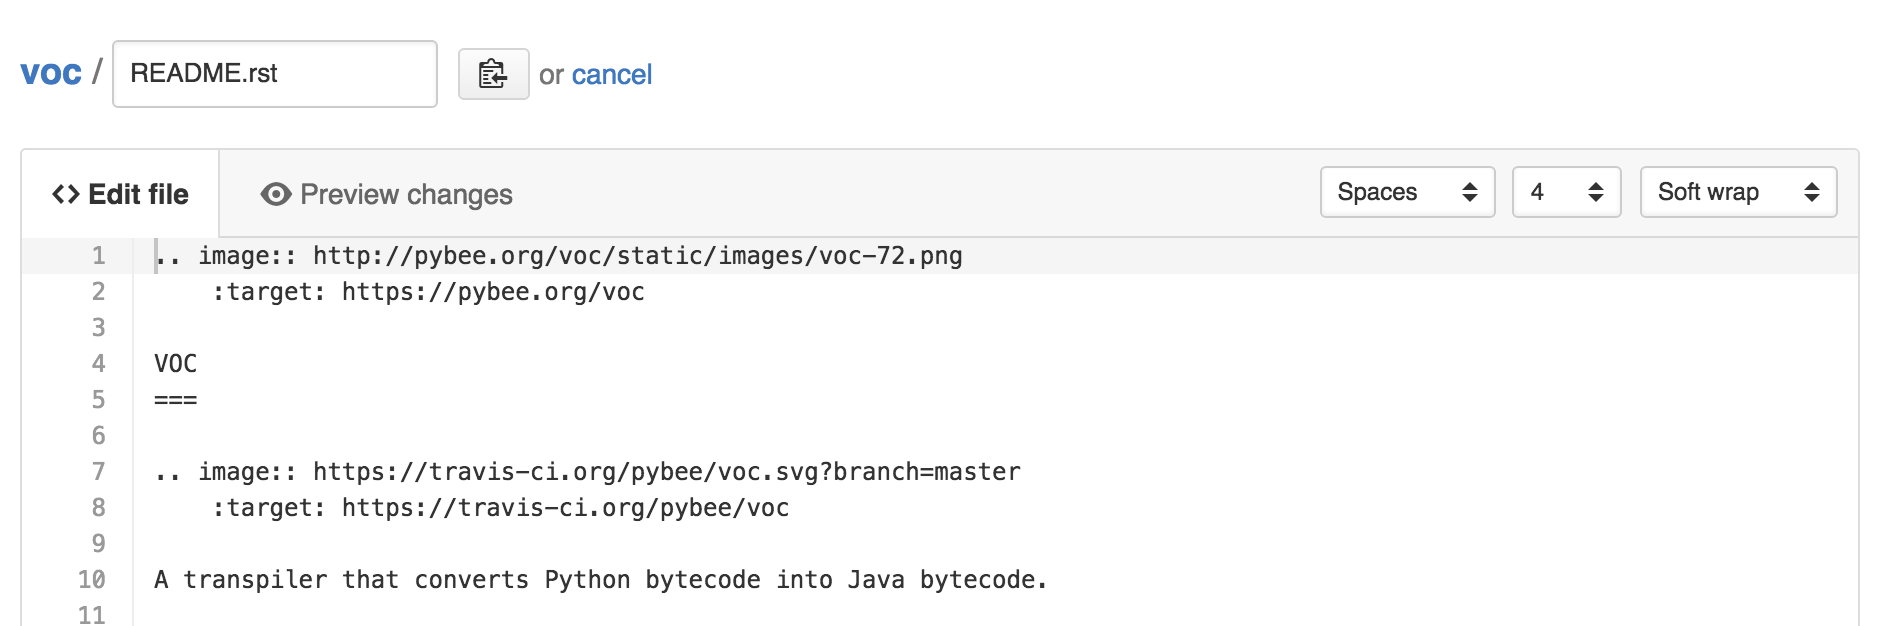 voc / README.rst or cancel
Edit file Preview changes Spaces 4 Soft wrap
1 .. image:: http://pybee.org/voc/static/images/voc-72.png
2     :target: https://pybee.org/voc
3
4 VOC
5 ===
6
7 .. image:: https://travis-ci.org/pybee/voc.svg?branch=master
8     :target: https://travis-ci.org/pybee/voc
9
10 A transpiler that converts Python bytecode into Java bytecode.
11